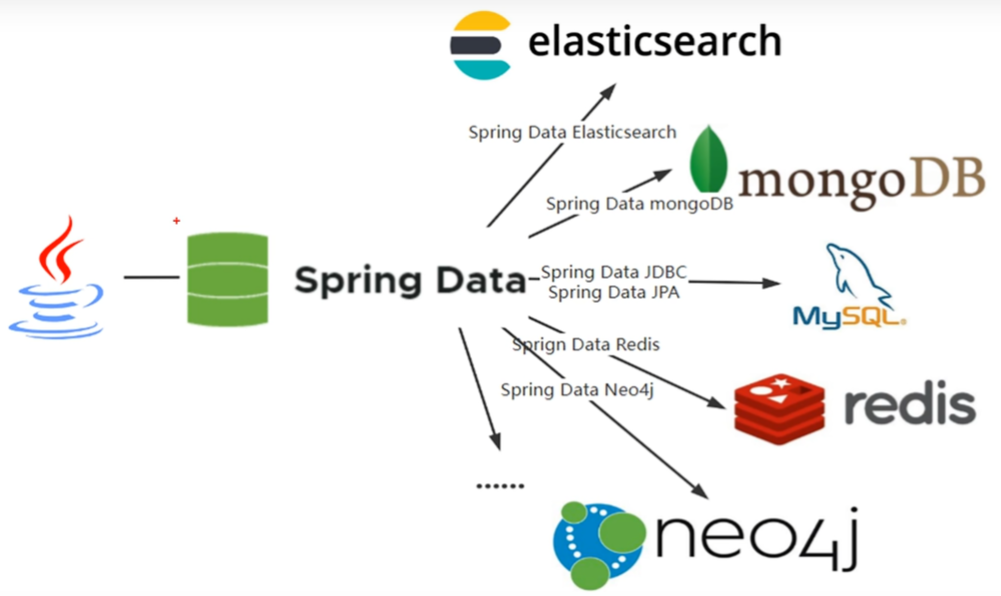 elasticsearch
Spring Data Elasticsearch
mongoDB
Spring Data mongoDB
Spring Data
Spring Data JDBC
Spring Data JPA
MySQL®
Sprign Data Redis
redis
Spring Data Neo4j
......
neo4j